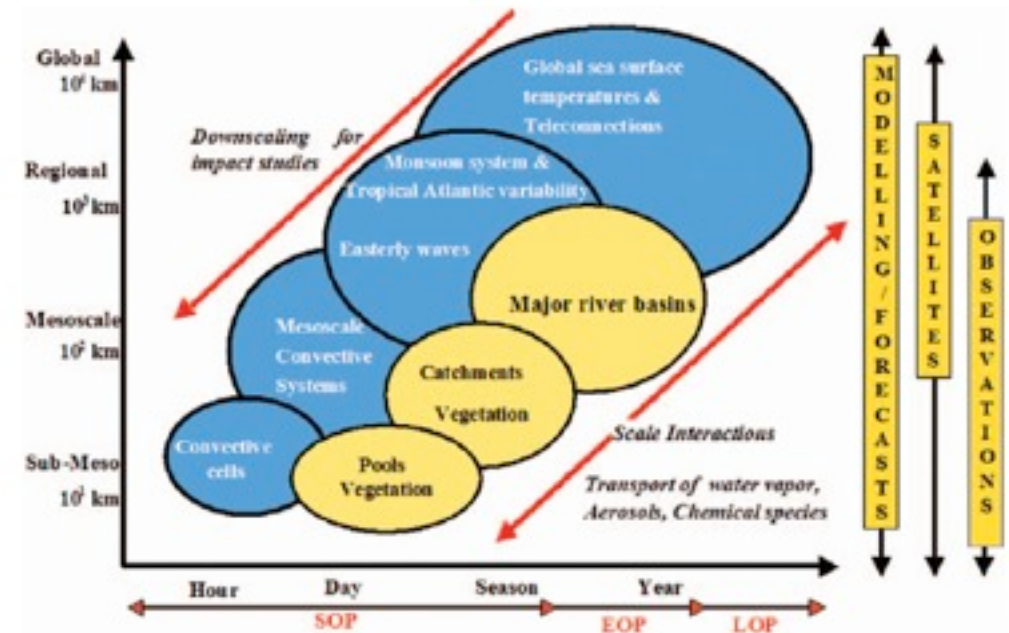 Global
10⁴ km
Regional
10³ km
Mesoscale
10² km
Sub-Meso
10¹ km
Downscaling for
impact studies
Global sea surface
temperatures &
Teleconnections
Monsoon system &
Tropical Atlantic variability
Easterly waves
Major river basins
Mesoscale
Convective
Systems
Catchments
Vegetation
Convective
cells
Pools
Vegetation
Scale Interactions
Transport of water vapor,
Aerosols, Chemical species
Hour Day Season Year
SOP EOP LOP
MODELLING/FORECASTS
SATELLITES
OBSERVATIONS